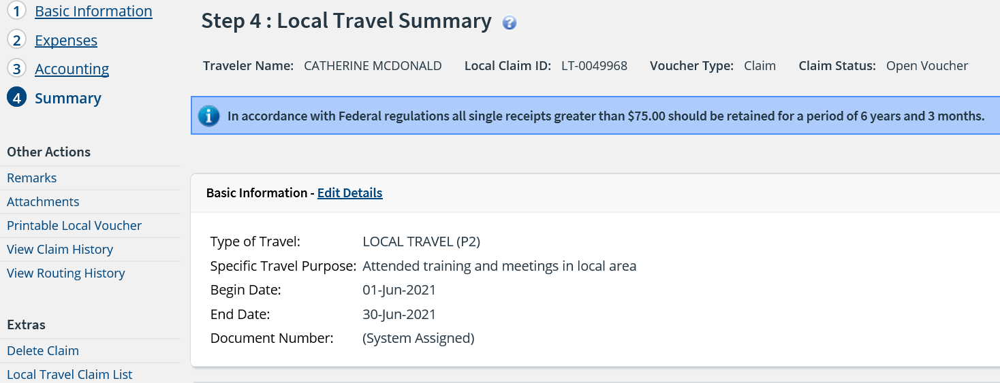 1 Basic Information
2 Expenses
3 Accounting
4 Summary
Other Actions
Remarks
Attachments
Printable Local Voucher
View Claim History
View Routing History
Extras
Delete Claim
Local Travel Claim List
Step 4 : Local Travel Summary ?
Traveler Name: CATHERINE MCDONALD Local Claim ID: LT-0049968 Voucher Type: Claim Claim Status: Open Voucher
i In accordance with Federal regulations all single receipts greater than $75.00 should be retained for a period of 6 years and 3 months.
Basic Information - Edit Details
Type of Travel: LOCAL TRAVEL (P2)
Specific Travel Purpose: Attended training and meetings in local area
Begin Date: 01-Jun-2021
End Date: 30-Jun-2021
Document Number: (System Assigned)